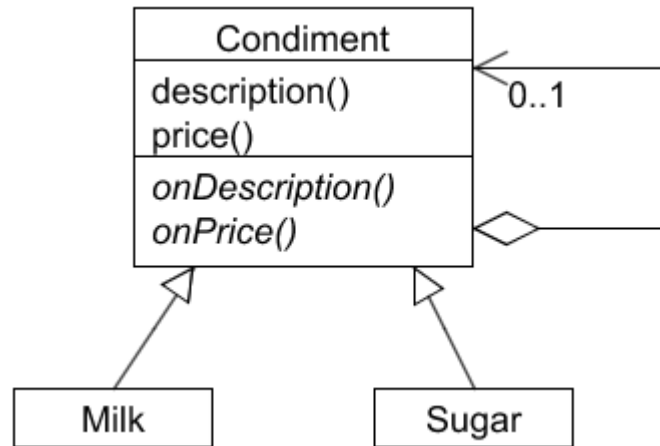 Condiment
description()
price()
0..1
onDescription()
onPrice()
Milk
Sugar